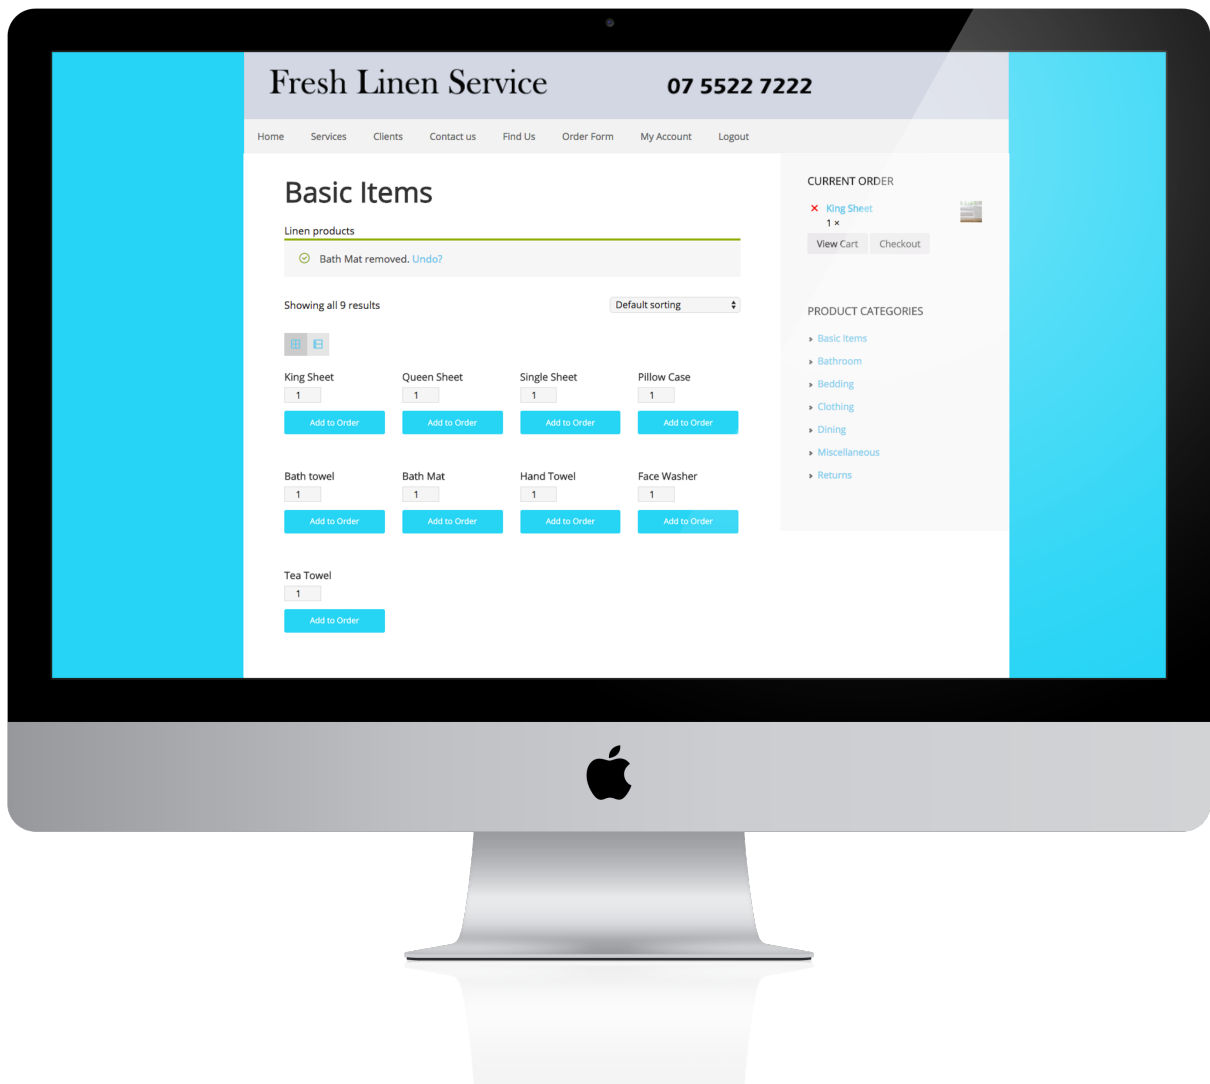 Fresh Linen Service
07 5522 7222
Home Services Clients Contact us Find Us Order Form My Account Logout
Basic Items
Linen products
Bath Mat removed. Undo?
Showing all 9 results
Default sorting
King Sheet Queen Sheet Single Sheet Pillow Case
1 1 1 1
Add to Order Add to Order Add to Order Add to Order
Bath towel Bath Mat Hand Towel Face Washer
1 1 1 1
Add to Order Add to Order Add to Order Add to Order
Tea Towel
1
Add to Order
CURRENT ORDER
× King Sheet
1 ×
View Cart Checkout
PRODUCT CATEGORIES
» Basic Items
» Bathroom
» Bedding
» Clothing
» Dining
» Miscellaneous
» Returns